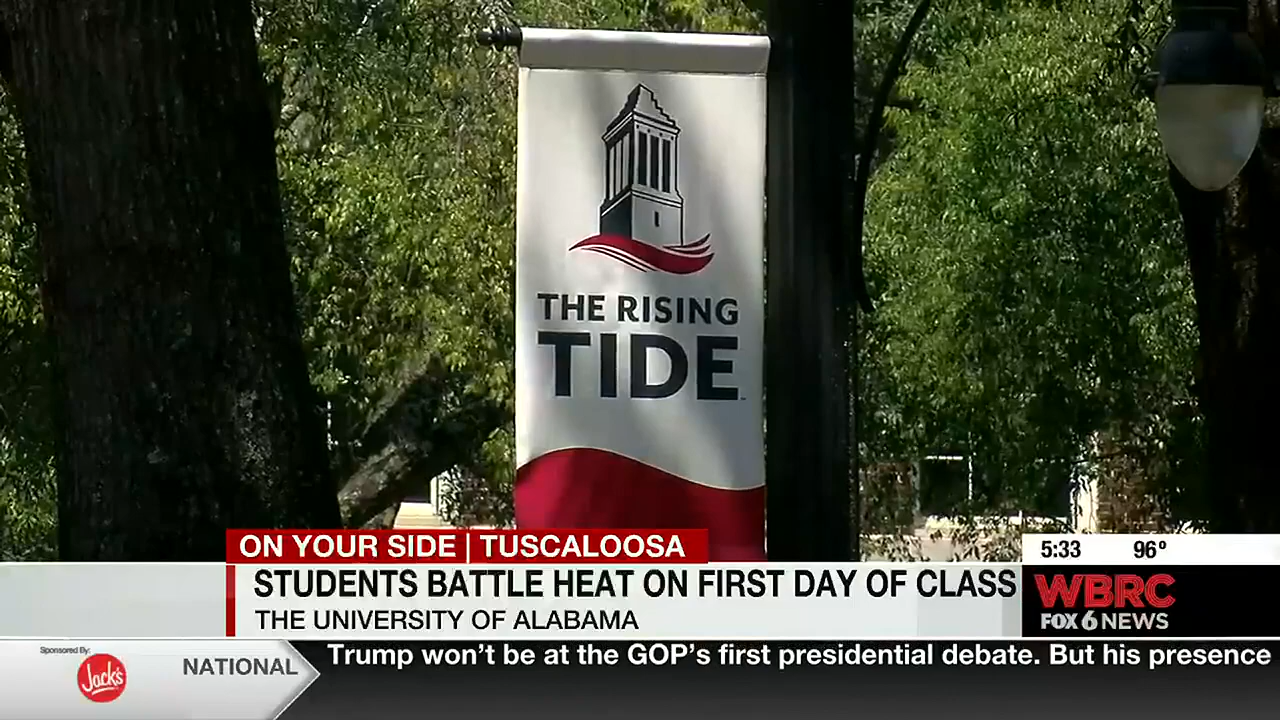 THE RISING
TIDE
ON YOUR SIDE | TUSCALOOSA
STUDENTS BATTLE HEAT ON FIRST DAY OF CLASS
THE UNIVERSITY OF ALABAMA
5:33 96°
WBRC
FOX 6 NEWS
Sponsored By:
Jack's
NATIONAL
Trump won't be at the GOP's first presidential debate. But his presence